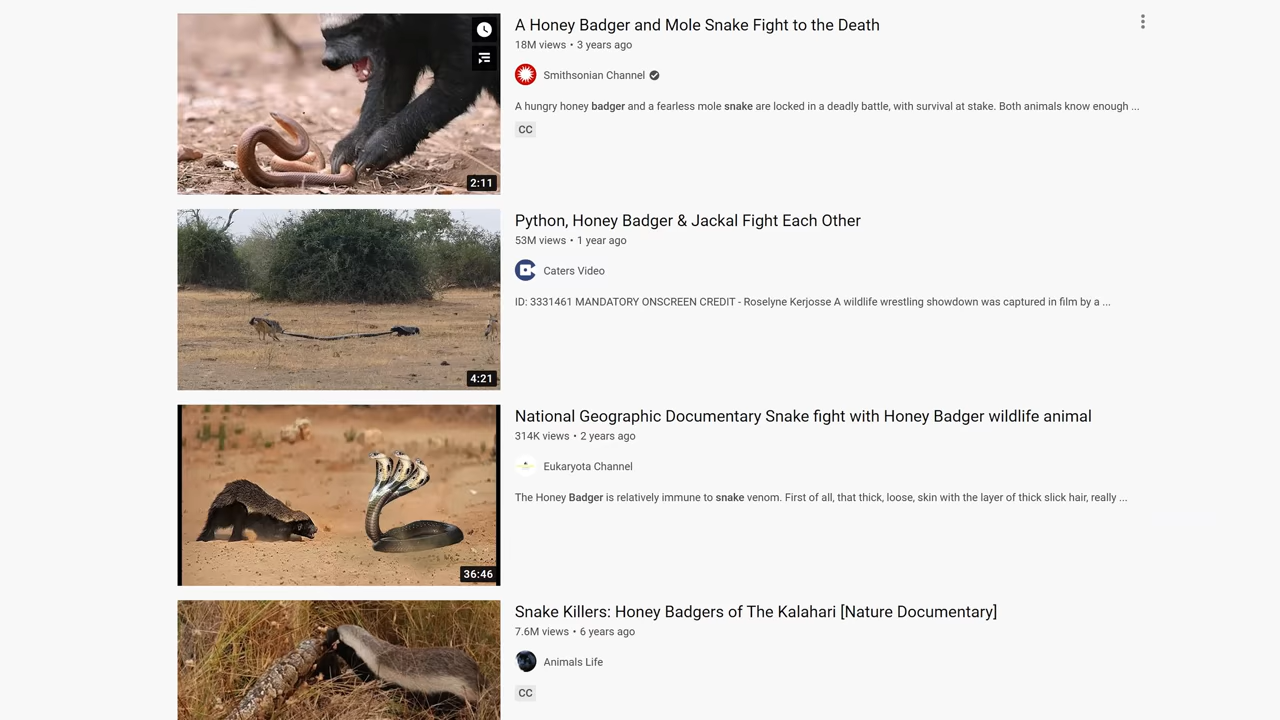 A Honey Badger and Mole Snake Fight to the Death
18M views • 3 years ago
Smithsonian Channel
A hungry honey badger and a fearless mole snake are locked in a deadly battle, with survival at stake. Both animals know enough ...
CC
2:11
Python, Honey Badger & Jackal Fight Each Other
53M views • 1 year ago
Caters Video
ID: 3331461 MANDATORY ONSCREEN CREDIT - Roselyne Kerjosse A wildlife wrestling showdown was captured in film by a ...
4:21
National Geographic Documentary Snake fight with Honey Badger wildlife animal
314K views • 2 years ago
Eukaryota Channel
The Honey Badger is relatively immune to snake venom. First of all, that thick, loose, skin with the layer of thick slick hair, really ...
36:46
Snake Killers: Honey Badgers of The Kalahari [Nature Documentary]
7.6M views • 6 years ago
Animals Life
CC